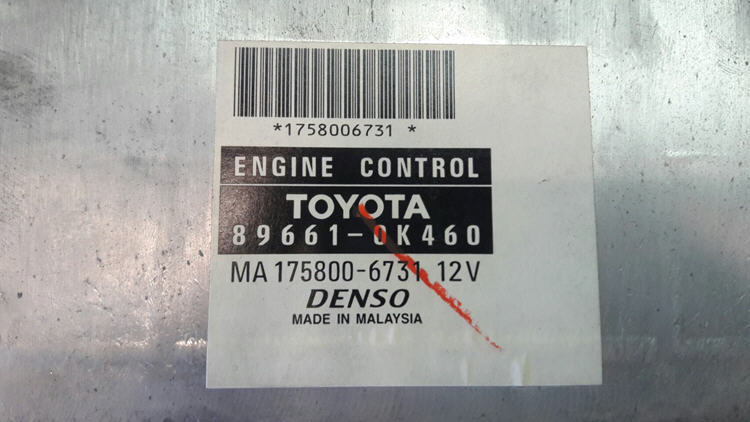 *1758006731 *
ENGINE CONTROL
TOYOTA
89661-0K460
MA 175800-6731 12V
DENSO
MADE IN MALAYSIA